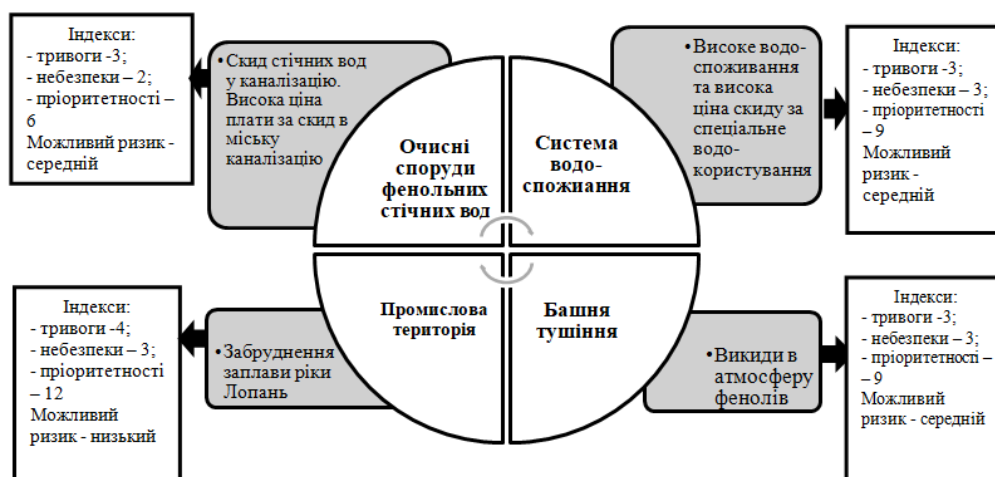 Індекси:
- тривоги -3;
- небезпеки – 2;
- пріоритетності –
6
Можливий ризик -
середній
•Скид стічних вод
у каналізацію.
Висока ціна
плати за скид в
міську
каналізацію
Очисні
споруди
фенольних
стічних вод
Система
водо-
спожиання
•Високе водо-
споживання
та висока
ціна скиду за
спеціальне
водо-
користування
Індекси:
- тривоги -3;
- небезпеки – 3;
- пріоритетності
– 9
Можливий
ризик -
середній
Індекси:
- тривоги -4;
- небезпеки – 3;
- пріоритетності
– 12
Можливий
ризик - низький
•Забруднення
заплави ріки
Лопань
Промислова
територія
Башня
тушіння
•Викиди в
атмосферу
фенолів
Індекси:
- тривоги -3;
- небезпеки – 3;
- пріоритетності –
– 9
Можливий
ризик - середній